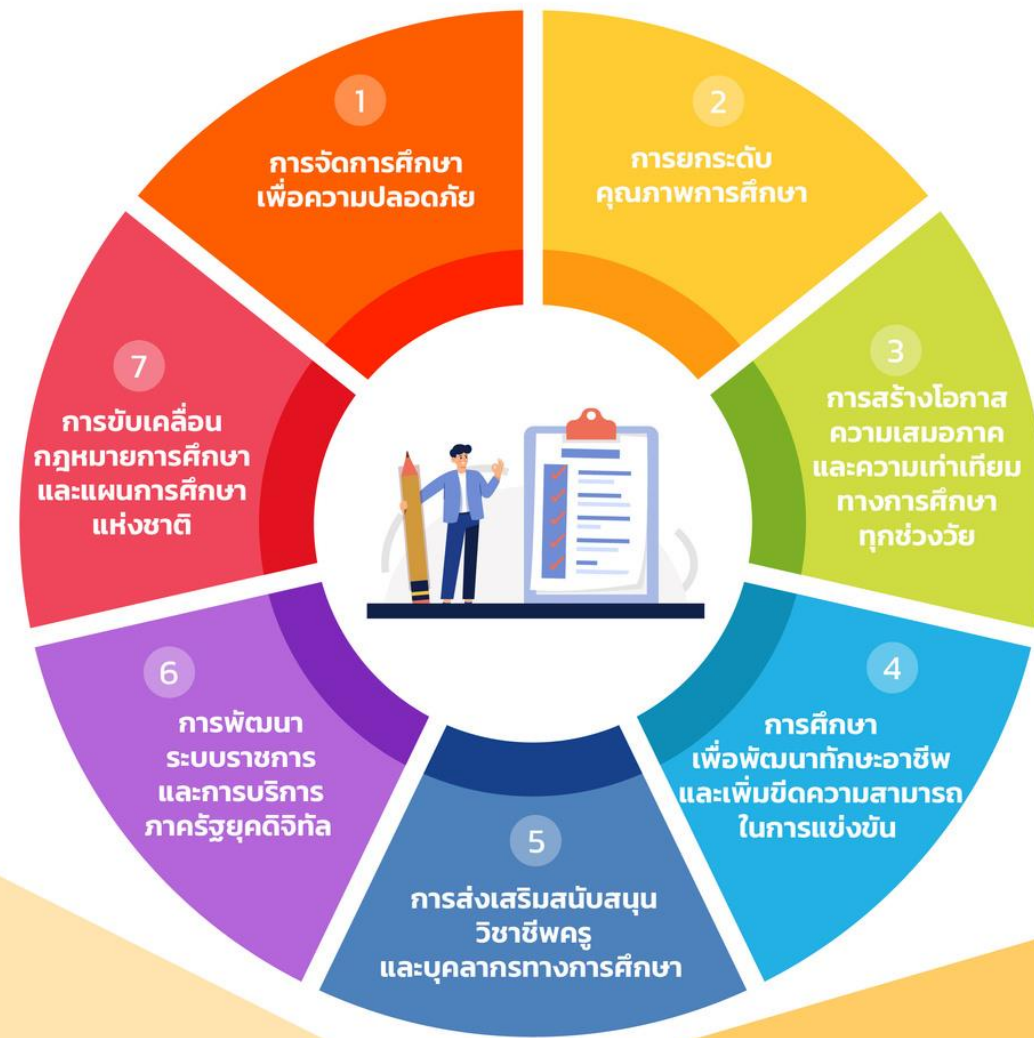 1
การจัดการศึกษา
เพื่อความปลอดภัย
2
การยกระดับ
คุณภาพการศึกษา
3
การสร้างโอกาส
ความเสมอภาค
และความเท่าเทียม
ทางการศึกษา
ทุกช่วงวัย
4
การศึกษา
เพื่อพัฒนาทักษะอาชีพ
และเพิ่มขีดความสามารถ
ในการแข่งขัน
5
การส่งเสริมสนับสนุน
วิชาชีพครู
และบุคลากรทางการศึกษา
6
การพัฒนา
ระบบราชการ
และการบริการ
ภาครัฐยุคดิจิทัล
7
การขับเคลื่อน
กฎหมายการศึกษา
และแผนการศึกษา
แห่งชาติ